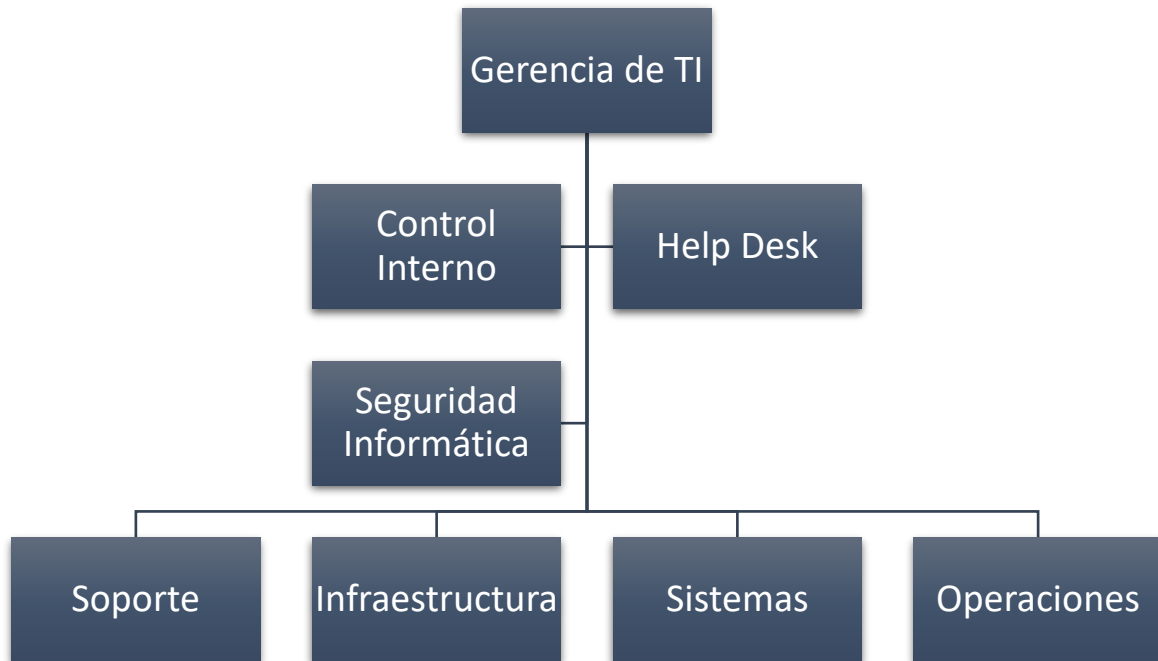 Gerencia de TI
Control
Interno
Help Desk
Seguridad
Informática
Soporte
Infraestructura
Sistemas
Operaciones